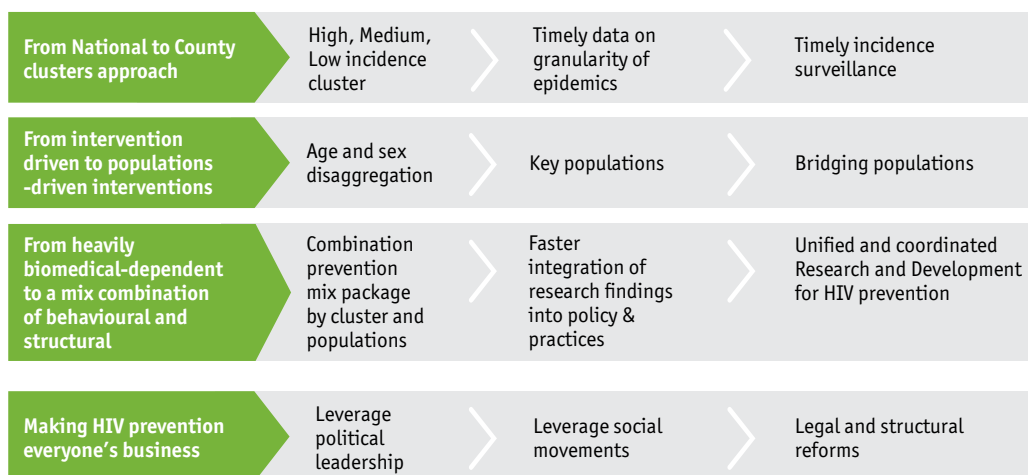 From National to County
clusters approach
High, Medium,
Low incidence
cluster
Timely data on
granularity of
epidemics
Timely incidence
surveillance
From intervention
driven to populations
-driven interventions
Age and sex
disaggregation
Key populations
Bridging populations
From heavily
biomedical-dependent
to a mix combination
of behavioural and
structural
Combination
prevention
mix package
by cluster and
populations
Faster
integration of
research findings
into policy &
practices
Unified and coordinated
Research and Development
for HIV prevention
Making HIV prevention
everyone's business
Leverage
political
leadership
Leverage social
movements
Legal and structural
reforms